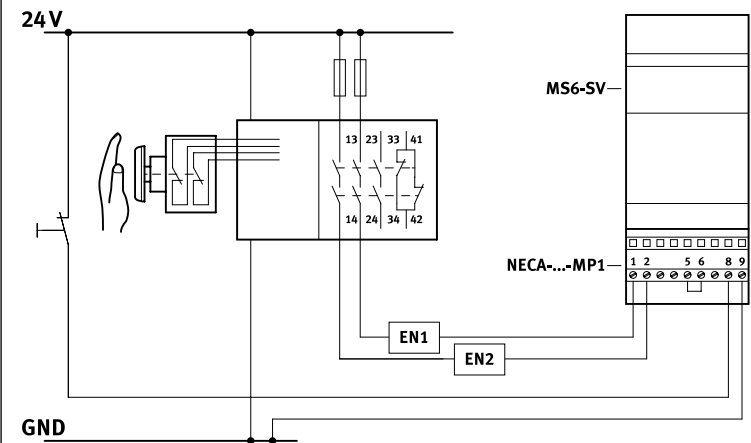 24 V
MS6-SV
13 23 33 41
14 24 34 42
NECA-...-MP1
1 2 5 6 8 9
EN1
EN2
GND